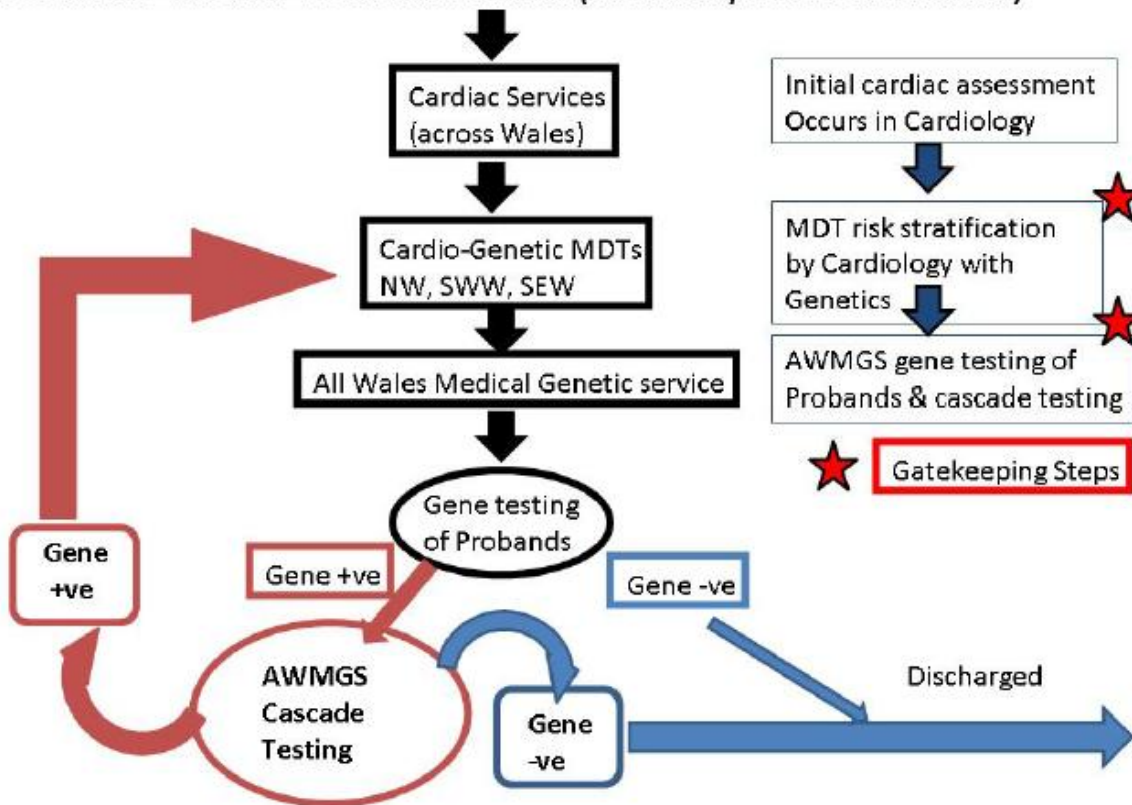 Cardiac Services
(across Wales)
Cardio-Genetic MDTs
NW, SWW, SEW
All Wales Medical Genetic service
Gene testing
of Probands
Gene +ve
Gene -ve
Gene
+ve
AWMGS
Cascade
Testing
Gene
-ve
Discharged
Initial cardiac assessment
Occurs in Cardiology
MDT risk stratification
by Cardiology with
Genetics
AWMGS gene testing of
Probands & cascade testing
Gatekeeping Steps